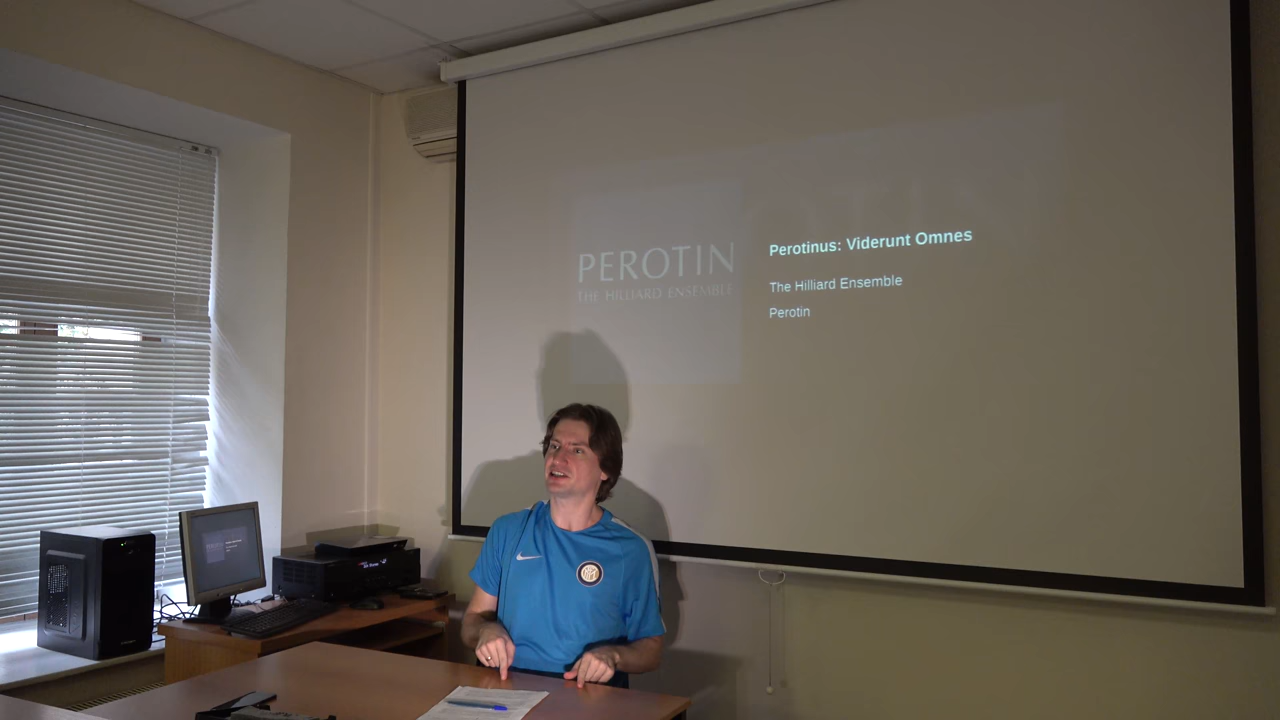 PEROTIN
THE HILLIARD ENSEMBLE
Perotinus: Viderunt Omnes
The Hilliard Ensemble
Perotin